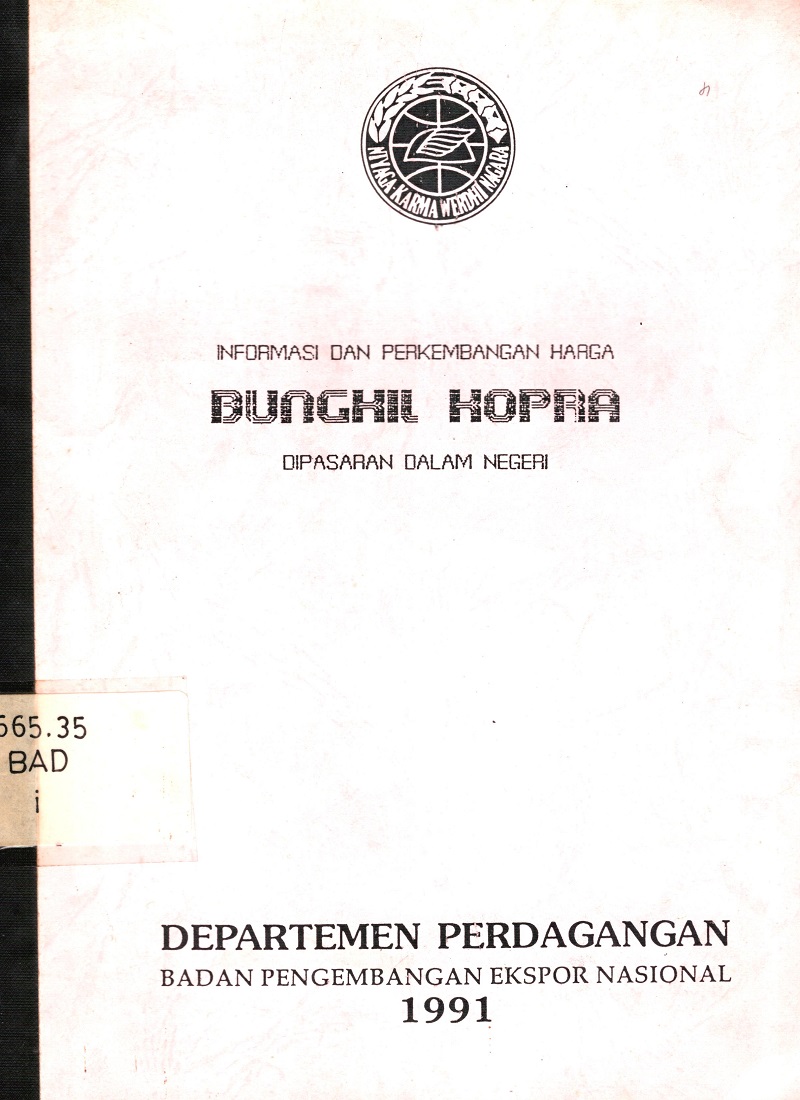 NIYAGA KARMA WERDHI NAGARA
INFORMASI DAN PERKEMBANGAN HARGA
BUNGKIL KOPRA
DIPASARAN DALAM NEGERI
565.35
BAD
i
DEPARTEMEN PERDAGANGAN
BADAN PENGEMBANGAN EKSPOR NASIONAL
1991